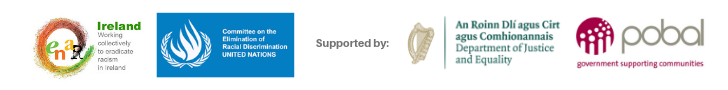 enaR
Ireland
Working
collectively
to eradicate
racism
in Ireland
Committee on the
Elimination of
Racial Discrimination
UNITED NATIONS
Supported by:
An Roinn Dlí agus Cirt
agus Comhionannais
Department of Justice
and Equality
pobal
government supporting communities